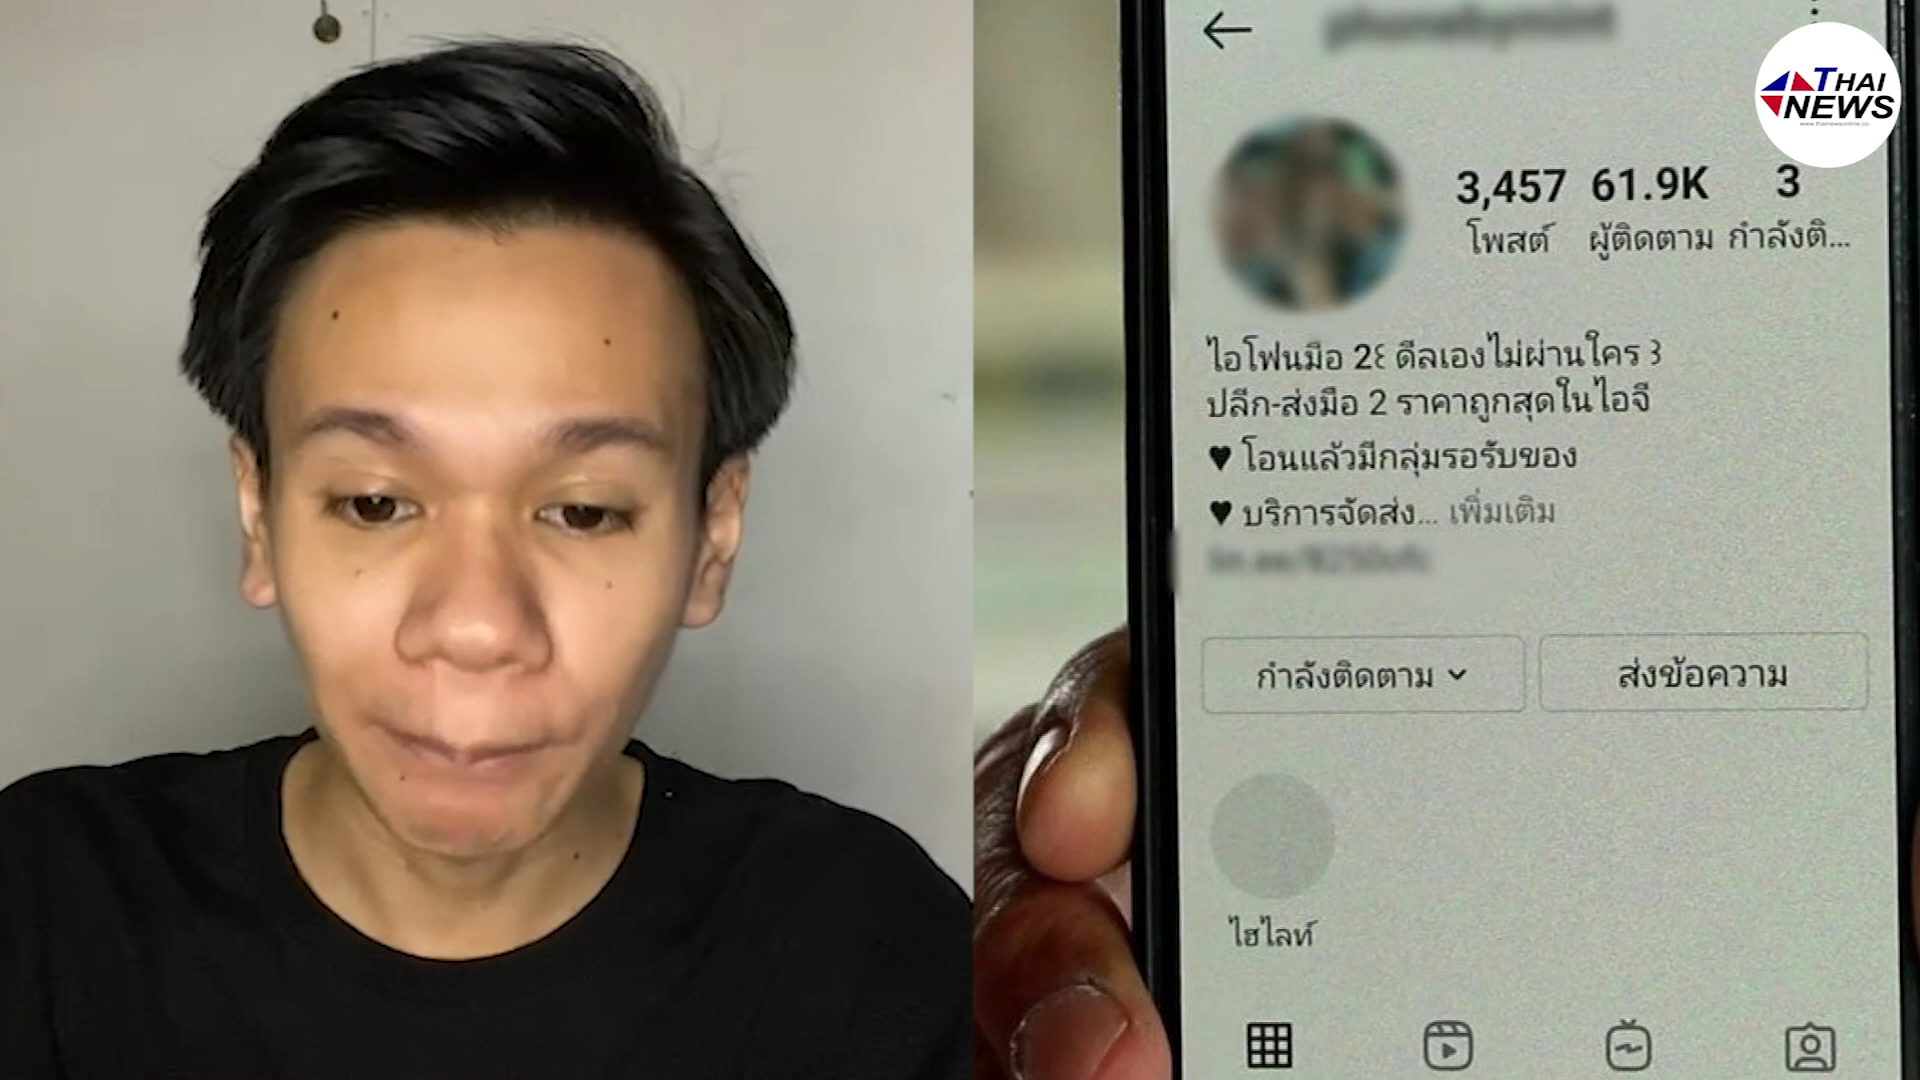 THAI
NEWS
www.thainewsonline.co
3,457 61.9K 3
โพสต์ ผู้ติดตาม กำลังติ...
ไอโฟนมือ 2꒰ ดีลเองไม่ผ่านใคร ꒱
ปลีก-ส่งมือ 2 ราคาถูกสุดในไอจี
♥ โอนแล้วมีกลุ่มรอรับของ
♥ บริการจัดส่ง... เพิ่มเติม
กำลังติดตาม
ส่งข้อความ
ไฮไลท์